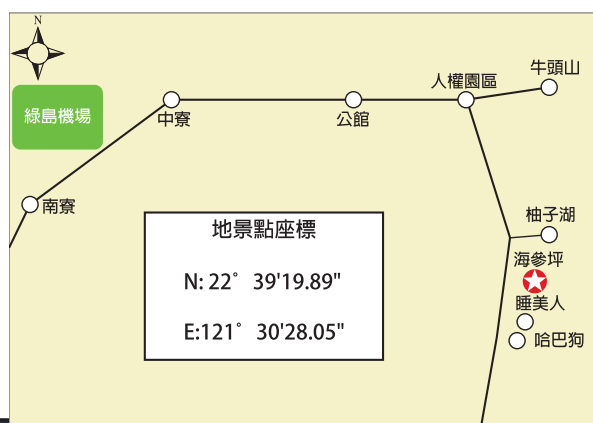 N
牛頭山
人權園區
綠島機場
中寮
公館
南寮
柚子湖
地景點座標
海參坪
N: 22° 39'19.89"
睡美人
E:121° 30'28.05"
哈巴狗